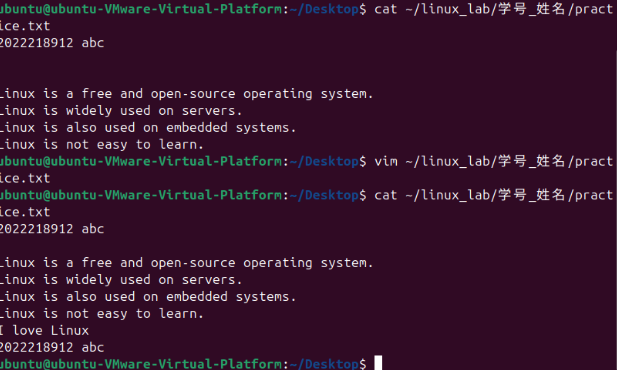 ubuntu@ubuntu-VMware-Virtual-Platform:~/Desktop$ cat ~/linux_lab/学号_姓名/pract
ice.txt
2022218912 abc
Linux is a free and open-source operating system.
Linux is widely used on servers.
Linux is also used on embedded systems.
Linux is not easy to learn.
ubuntu@ubuntu-VMware-Virtual-Platform:~/Desktop$ vim ~/linux_lab/学号_姓名/pract
ice.txt
ubuntu@ubuntu-VMware-Virtual-Platform:~/Desktop$ cat ~/linux_lab/学号_姓名/pract
ice.txt
2022218912 abc
Linux is a free and open-source operating system.
Linux is widely used on servers.
Linux is also used on embedded systems.
Linux is not easy to learn.
I love Linux
2022218912 abc
ubuntu@ubuntu-VMware-Virtual-Platform:~/Desktop$